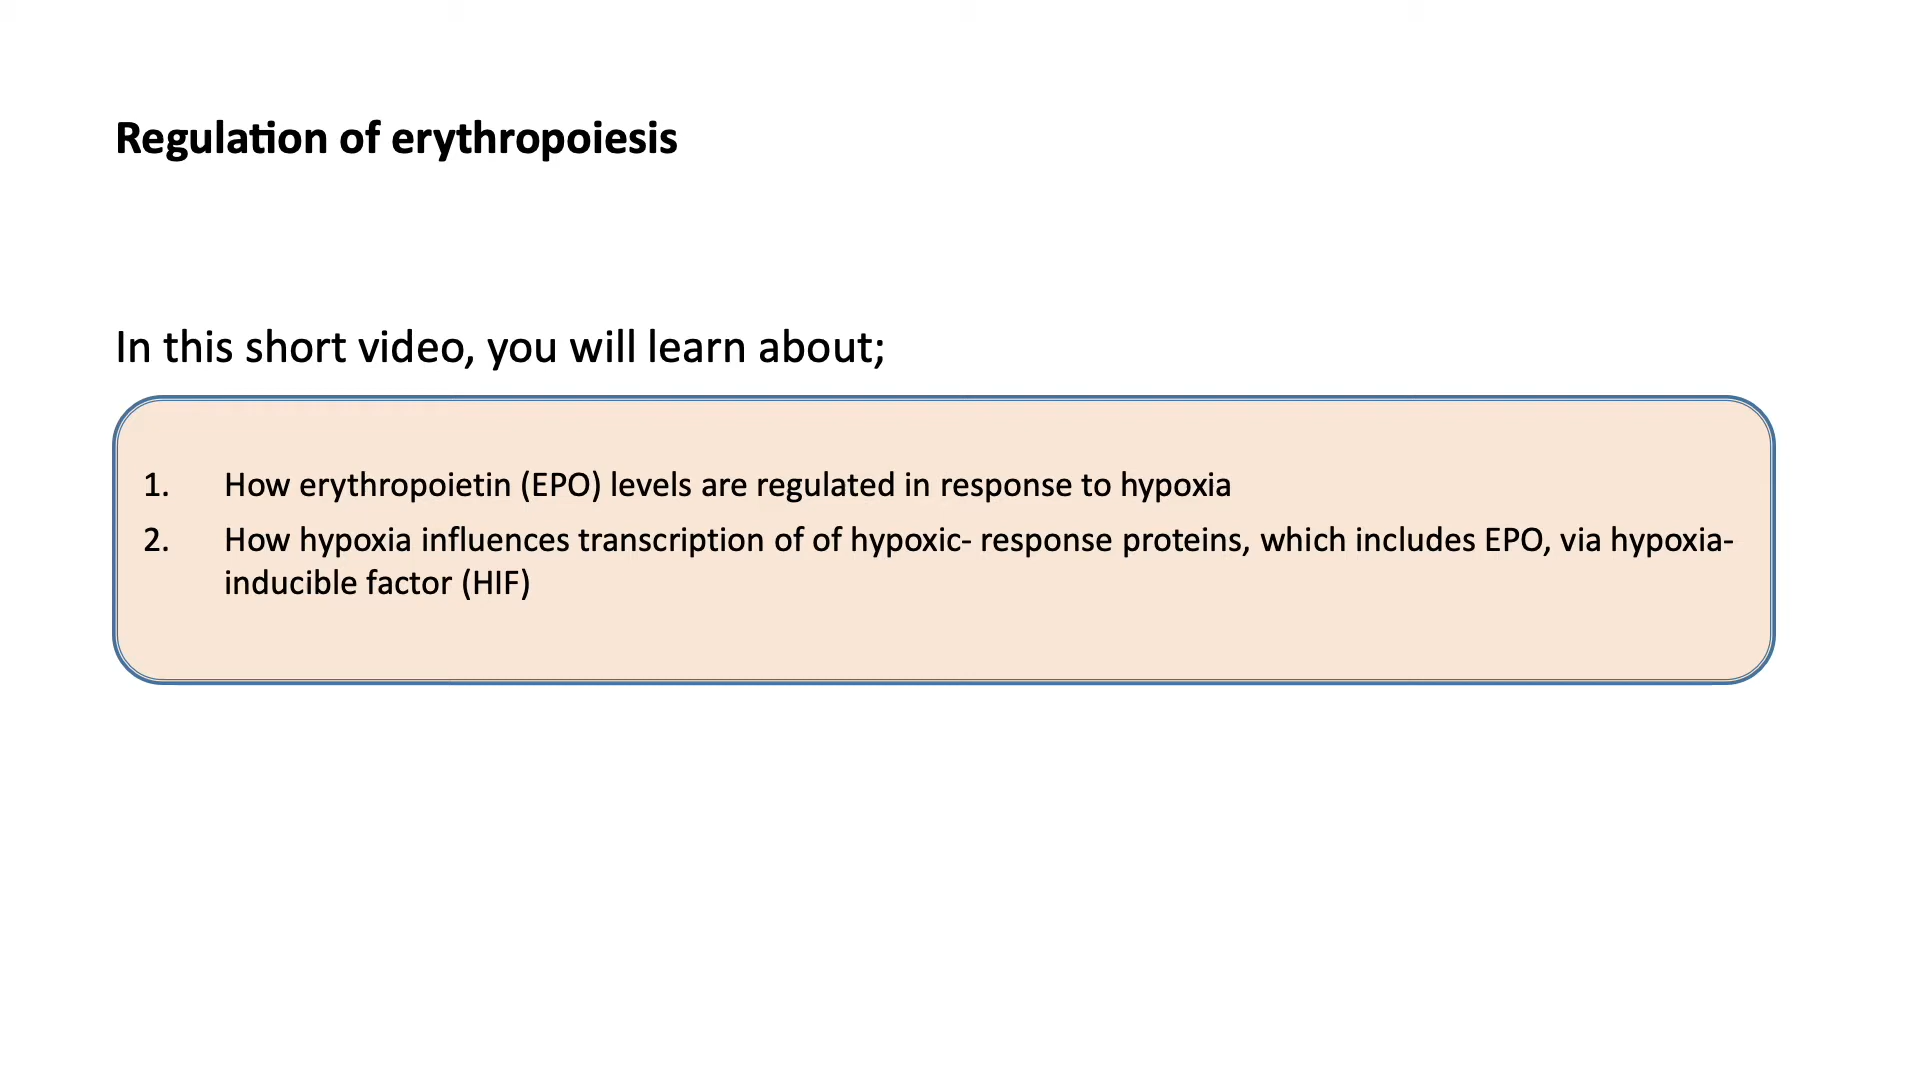 Regulation of erythropoiesis
In this short video, you will learn about;
1. How erythropoietin (EPO) levels are regulated in response to hypoxia
2. How hypoxia influences transcription of of hypoxic- response proteins, which includes EPO, via hypoxia-
inducible factor (HIF)